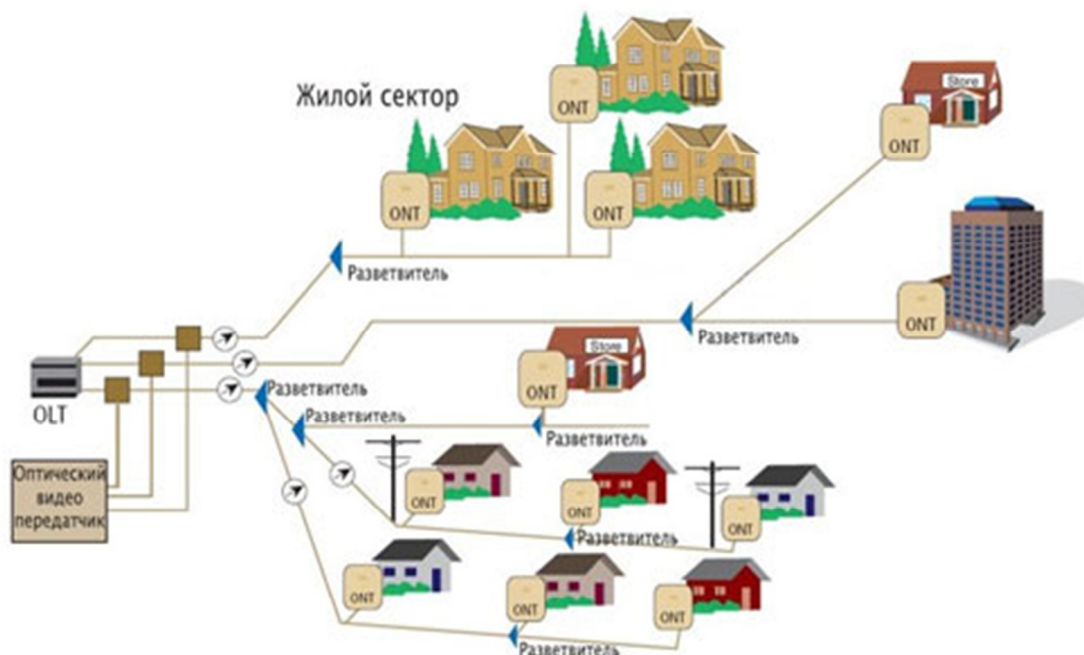 Жилой сектор
ONT
ONT
ONT
Store
ONT
Разветвитель
ONT
Разветвитель
Store
ONT
OLT
Разветвитель
Разветвитель
Разветвитель
Оптический
видео
передатчик
ONT
ONT
ONT
Разветвитель
ONT
ONT
ONT
Разветвитель